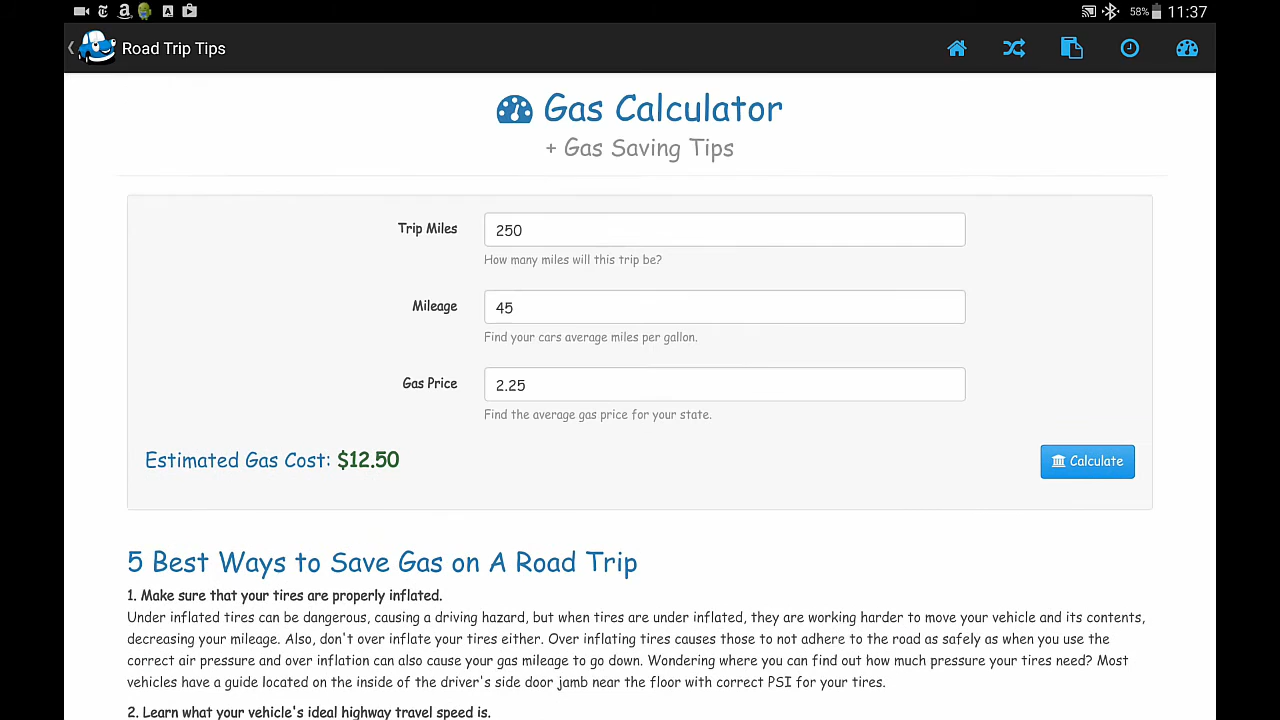 58% 11:37
Road Trip Tips
Gas Calculator
+ Gas Saving Tips
Trip Miles 250
How many miles will this trip be?
Mileage 45
Find your cars average miles per gallon.
Gas Price 2.25
Find the average gas price for your state.
Estimated Gas Cost: $12.50 Calculate
5 Best Ways to Save Gas on A Road Trip
1. Make sure that your tires are properly inflated.
Under inflated tires can be dangerous, causing a driving hazard, but when tires are under inflated, they are working harder to move your vehicle and its contents,
decreasing your mileage. Also, don't over inflate your tires either. Over inflating tires causes those to not adhere to the road as safely as when you use the
correct air pressure and over inflation can also cause your gas mileage to go down. Wondering where you can find out how much pressure your tires need? Most
vehicles have a guide located on the inside of the driver's side door jamb near the floor with correct PSI for your tires.
2. Learn what your vehicle's ideal highway travel speed is.